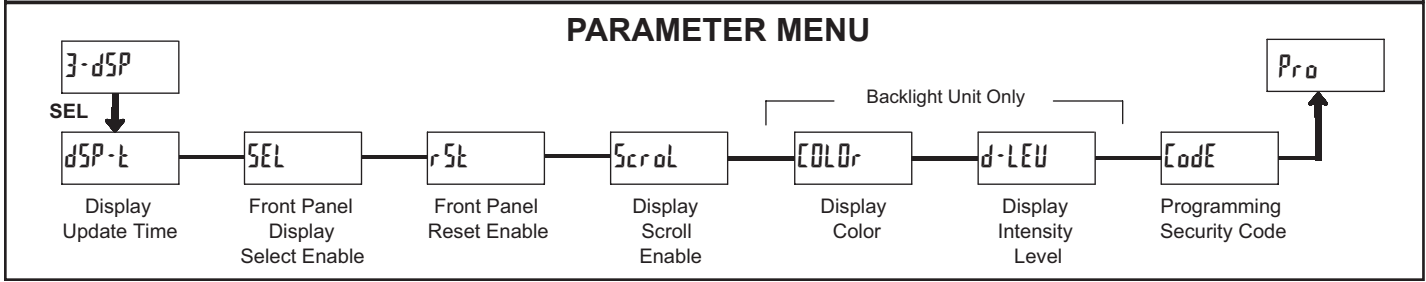 PARAMETER MENU
3-dSP
Pro
SEL
Backlight Unit Only
dSP-t
SEL
rSt
ScroL
COLOr
d-LEV
CodE
Display
Update Time
Front Panel
Display
Select Enable
Front Panel
Reset Enable
Display
Scroll
Enable
Display
Color
Display
Intensity
Level
Programming
Security Code